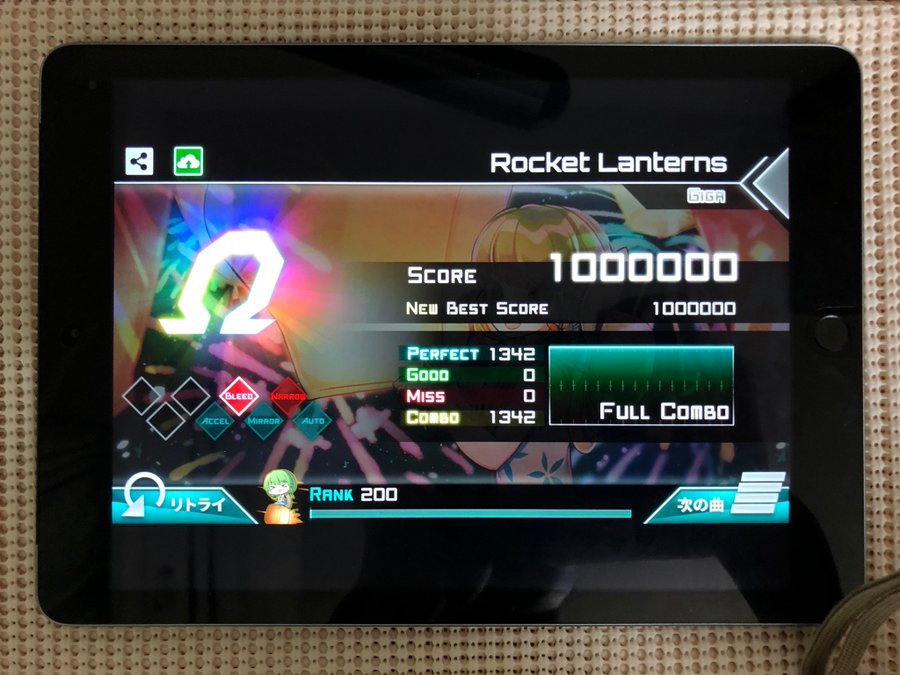 Rocket Lanterns
Giga
Ω
Score 1000000
New Best Score 1000000
Perfect 1342
Good 0
Miss 0
Combo 1342
Full Combo
Bleed Narrow
Accel Mirror Auto
リトライ
Rank 200
次の曲